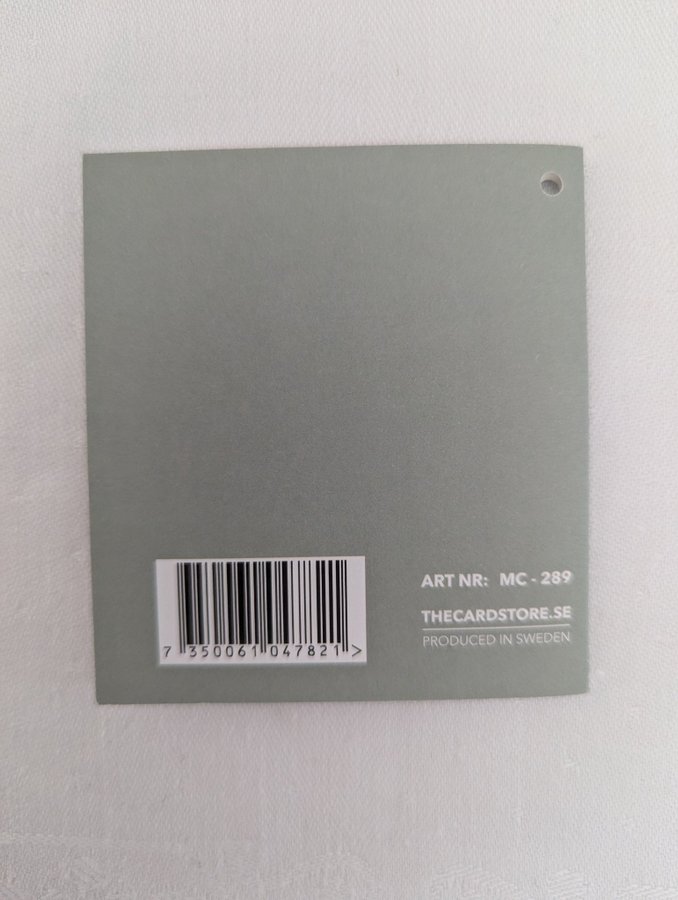 7 350061 047821 >
ART NR: MC - 289
THECARDSTORE.SE
PRODUCED IN SWEDEN